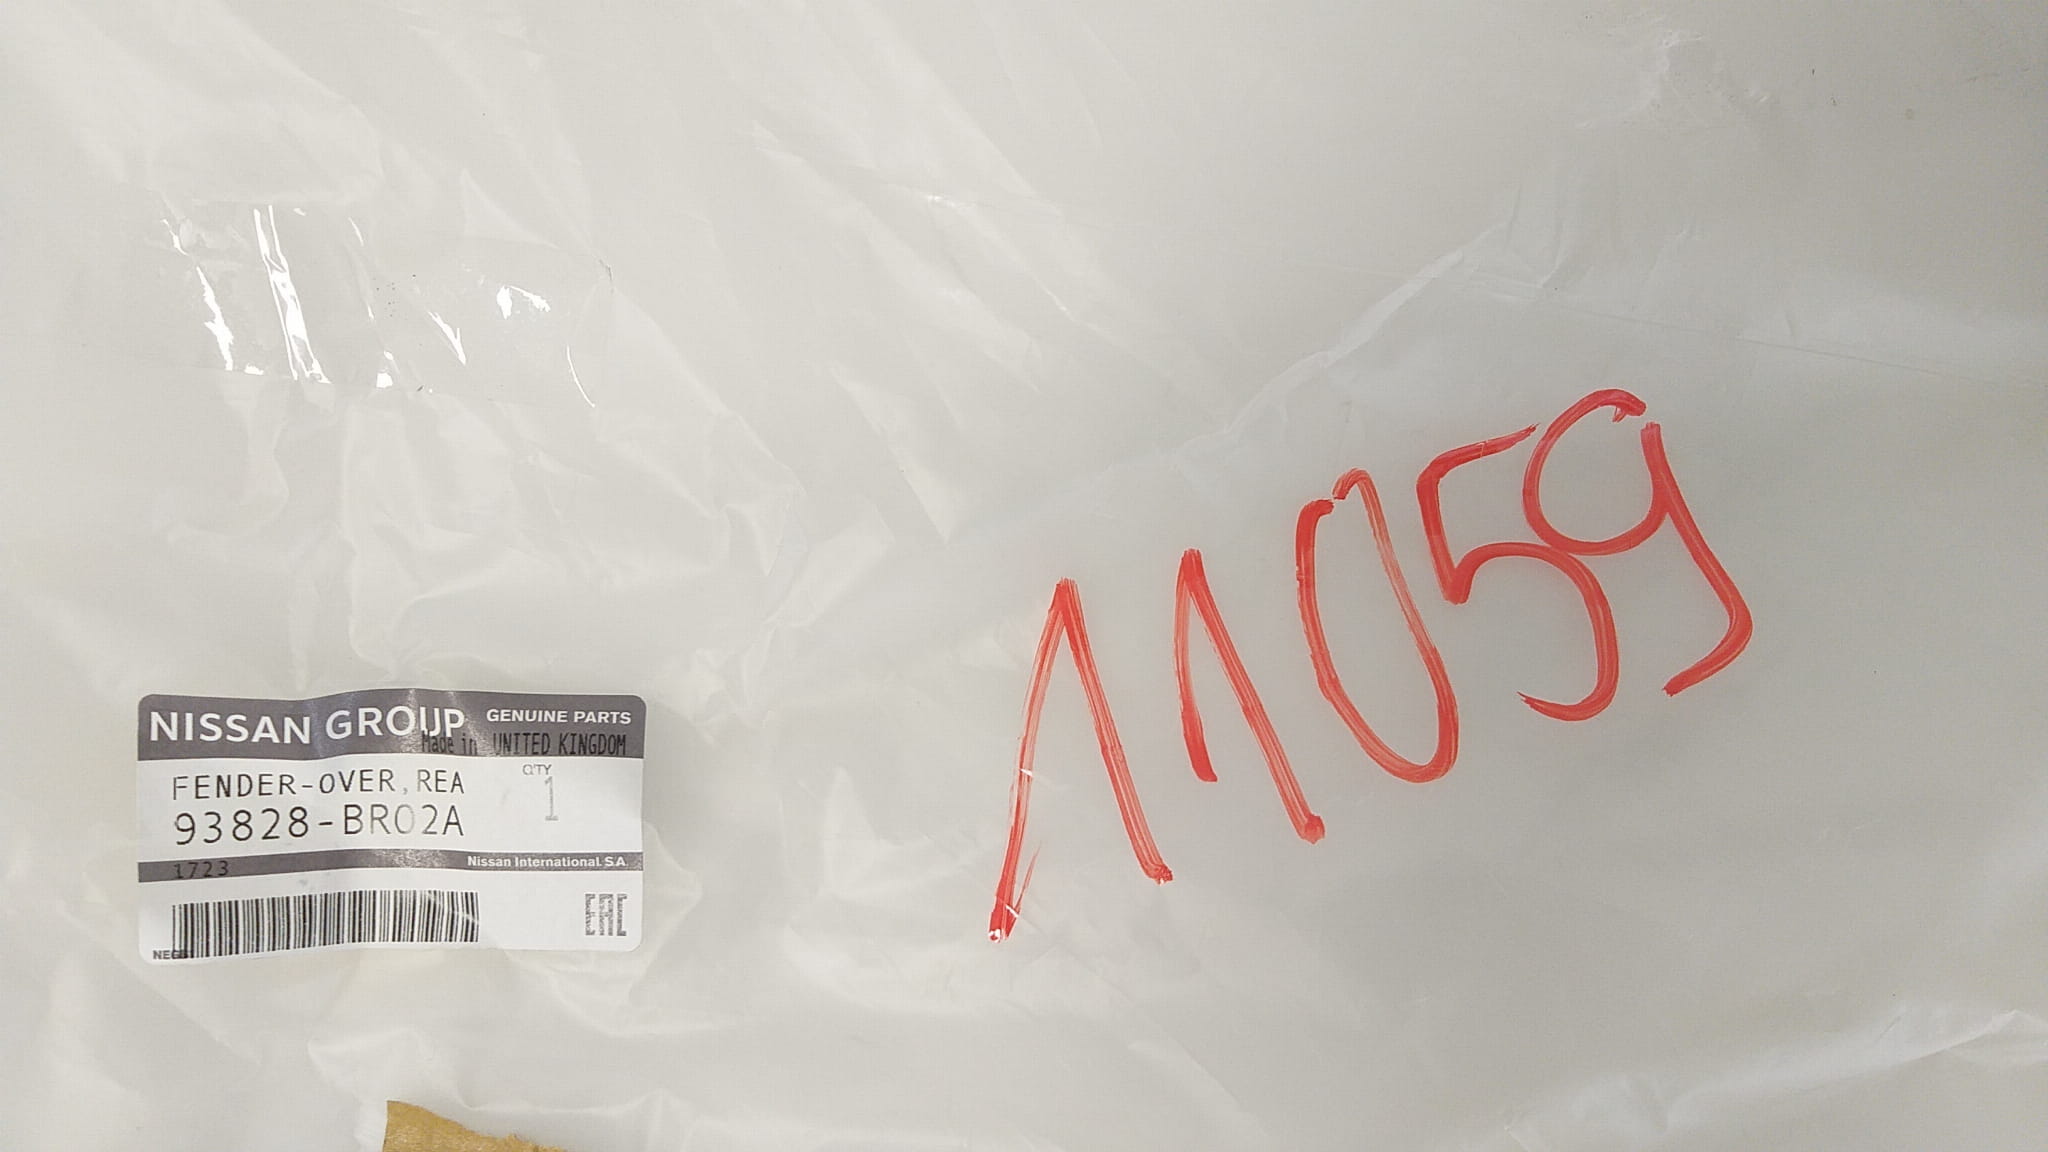 NISSAN GROUP GENUINE PARTS
Made in UNITED KINGDOM
FENDER-OVER, REA
QTY
1
93828-BR02A
1723
Nissan International S.A.
EAC
11059